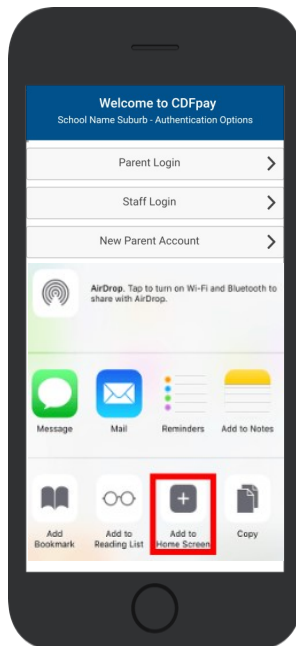 Welcome to CDFpay
School Name Suburb - Authentication Options
Parent Login
Staff Login
New Parent Account
AirDrop. Tap to turn on Wi-Fi and Bluetooth to
share with AirDrop.
Message
Mail
Reminders
Add to Notes
Add
Bookmark
Add to
Reading List
Add to
Home Screen
Copy